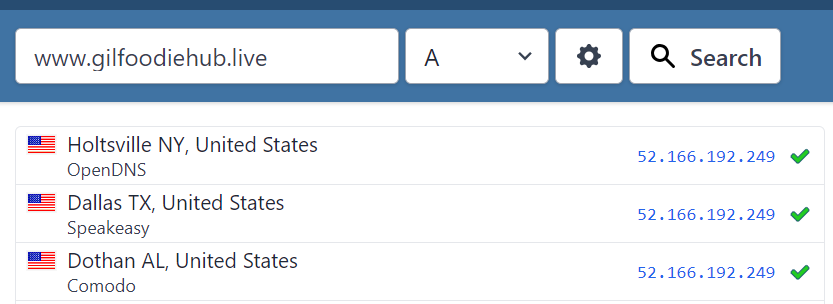 www.gilfoodiehub.live A Search
Holtsville NY, United States
OpenDNS 52.166.192.249
Dallas TX, United States
Speakeasy 52.166.192.249
Dothan AL, United States
Comodo 52.166.192.249